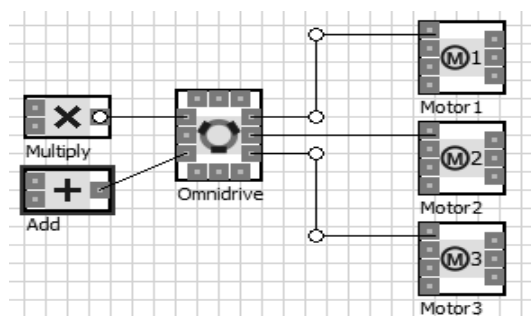 M1
Motor1
×
Multiply
+
Add
Omnidrive
M2
Motor2
M3
Motor3